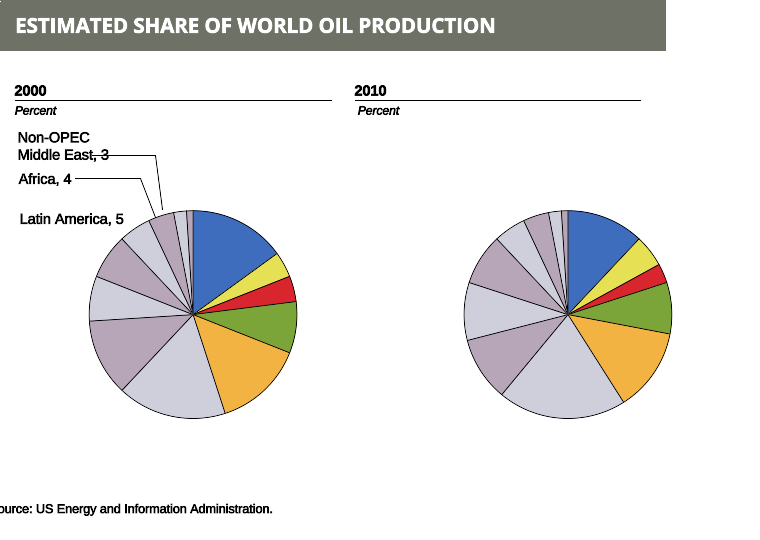 ESTIMATED SHARE OF WORLD OIL PRODUCTION
2000
Percent
Non-OPEC
Middle East, 3
Africa, 4
Latin America, 5
2010
Percent
ource: US Energy and Information Administration.